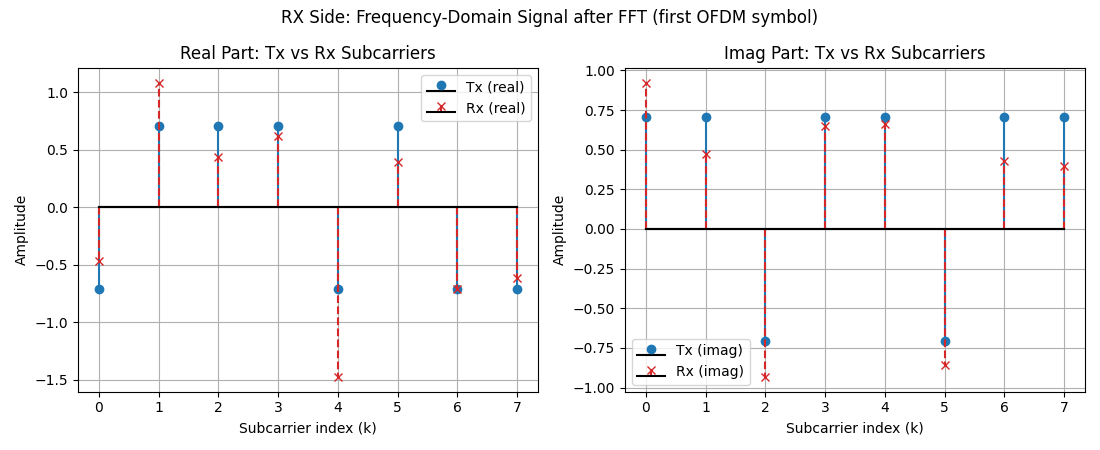 RX Side: Frequency-Domain Signal after FFT (first OFDM symbol)
Real Part: Tx vs Rx Subcarriers
Tx (real)
Rx (real)
1.0
0.5
0.0
−0.5
−1.0
−1.5
Amplitude
0 1 2 3 4 5 6 7
Subcarrier index (k)
Imag Part: Tx vs Rx Subcarriers
1.00
0.75
0.50
0.25
0.00
−0.25
−0.50
−0.75
−1.00
Amplitude
Tx (imag)
Rx (imag)
0 1 2 3 4 5 6 7
Subcarrier index (k)